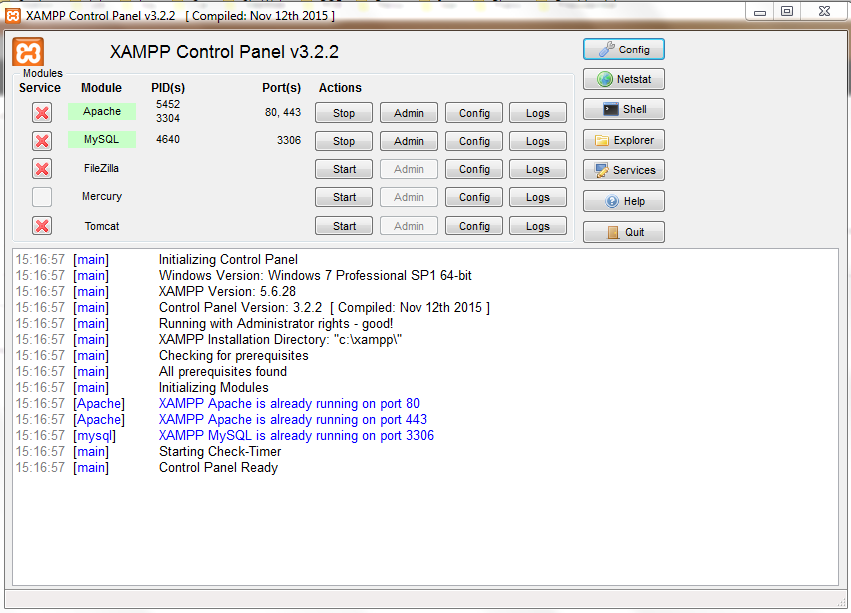 XAMPP Control Panel v3.2.2 [ Compiled: Nov 12th 2015 ]
XAMPP Control Panel v3.2.2
Config
Modules
Service Module PID(s) Port(s) Actions
Netstat
Apache 5452 3304 80, 443 Stop Admin Config Logs
Shell
MySQL 4640 3306 Stop Admin Config Logs
Explorer
FileZilla Start Admin Config Logs
Services
Mercury Start Admin Config Logs
Help
Tomcat Start Admin Config Logs
Quit
15:16:57 [main] Initializing Control Panel
15:16:57 [main] Windows Version: Windows 7 Professional SP1 64-bit
15:16:57 [main] XAMPP Version: 5.6.28
15:16:57 [main] Control Panel Version: 3.2.2 [ Compiled: Nov 12th 2015 ]
15:16:57 [main] Running with Administrator rights - good!
15:16:57 [main] XAMPP Installation Directory: "c:\xampp\"
15:16:57 [main] Checking for prerequisites
15:16:57 [main] All prerequisites found
15:16:57 [main] Initializing Modules
15:16:57 [Apache] XAMPP Apache is already running on port 80
15:16:57 [Apache] XAMPP Apache is already running on port 443
15:16:57 [mysql] XAMPP MySQL is already running on port 3306
15:16:57 [main] Starting Check-Timer
15:16:57 [main] Control Panel Ready